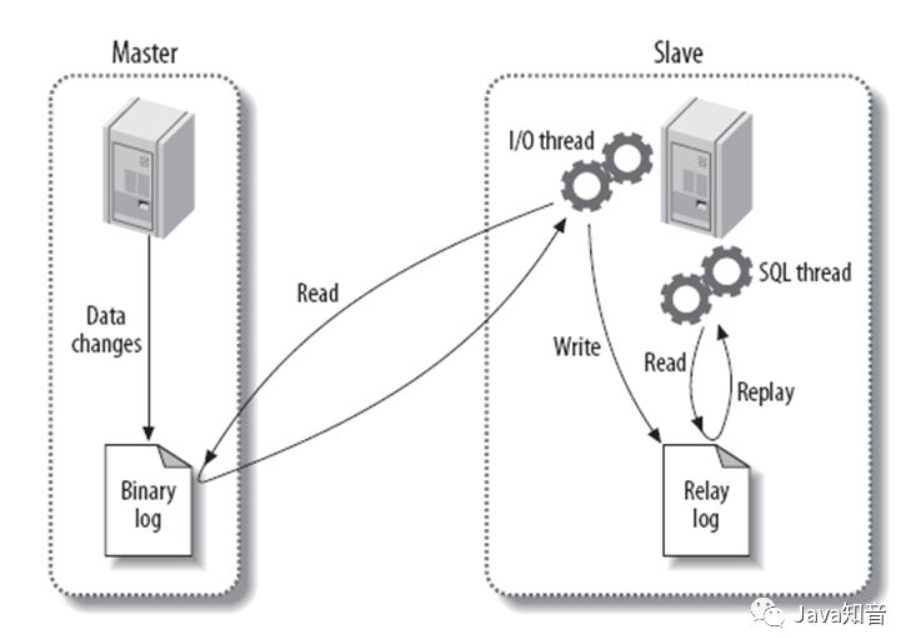 Master
Slave
I/O thread
SQL thread
Read
Data
changes
Write
Read
Replay
Binary
log
Relay
log
Java知音